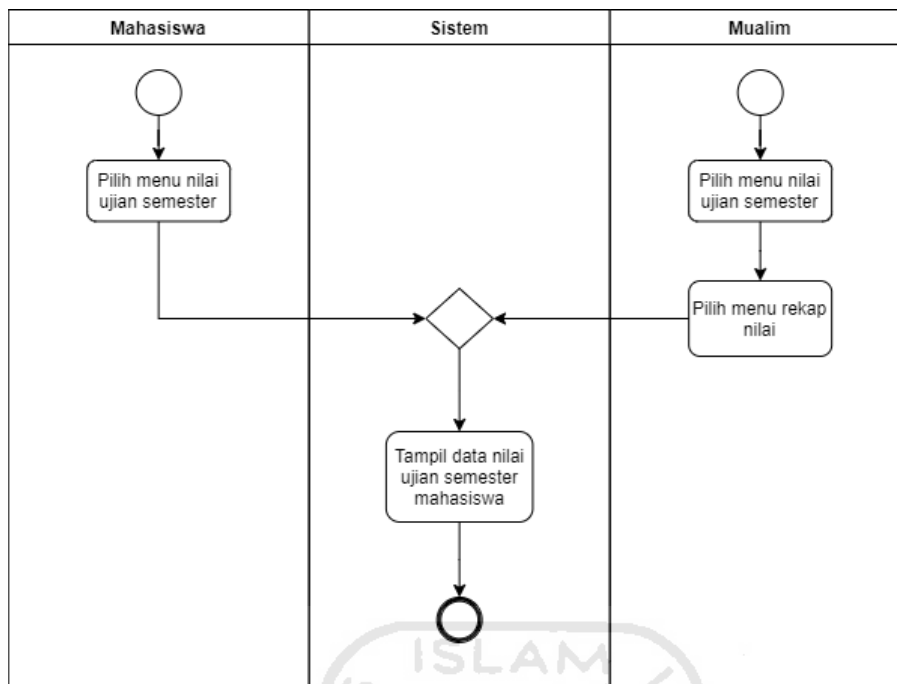 Mahasiswa
Sistem
Mualim
Pilih menu nilai
ujian semester
Pilih menu nilai
ujian semester
Pilih menu rekap
nilai
Tampil data nilai
ujian semester
mahasiswa
ISLAM